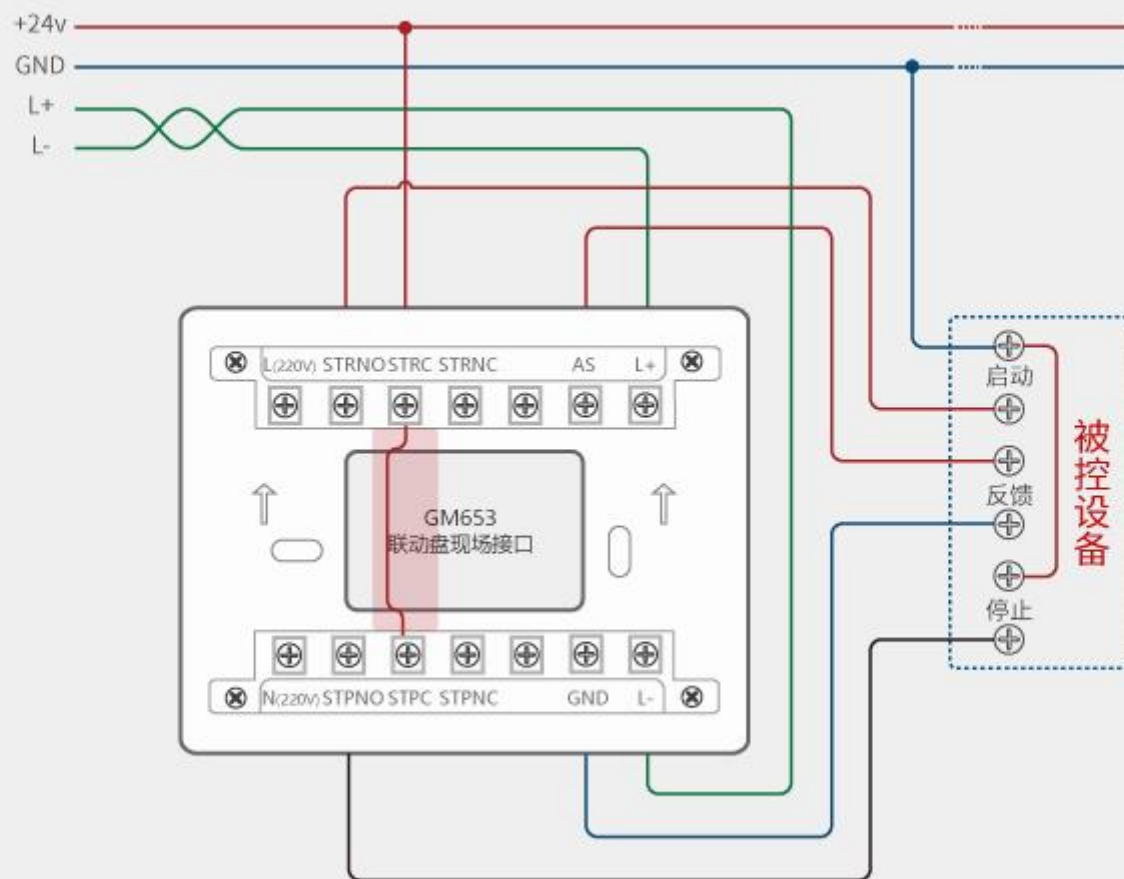 +24v
GND
L+
L-
L(220V) STRNO STRC STRNC AS L+
GM653
联动盘现场接口
N(220V) STPNO STPC STPNC GND L-
启动
反馈
停止
被控设备